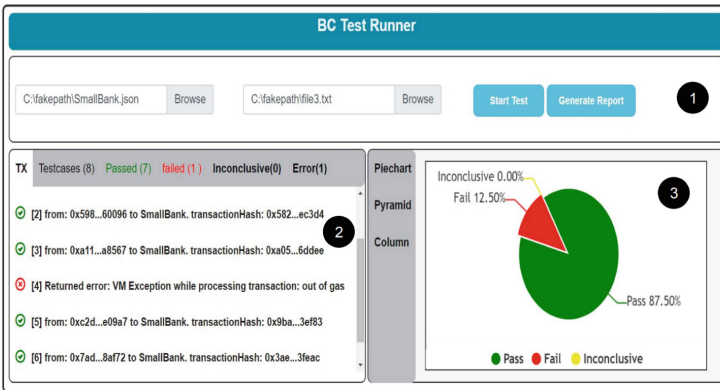 BC Test Runner
C:\fakepath\SmallBank.json Browse C:\fakepath\file3.txt Browse Start Test Generate Report 1
TX Testcases (8) Passed (7) failed (1 ) Inconclusive(0) Error(1)
[2] from: 0x598...60096 to SmallBank. transactionHash: 0x582...ec3d4
[3] from: 0xa11...a8567 to SmallBank. transactionHash: 0xa05...6ddee
[4] Returned error: VM Exception while processing transaction: out of gas
[5] from: 0xc2d...e09a7 to SmallBank. transactionHash: 0x9ba...3ef83
[6] from: 0x7ad...8af72 to SmallBank. transactionHash: 0x3ae...3feac
2
Piechart
Pyramid
Column
Inconclusive 0.00%
Fail 12.50%
3
Pass 87.50%
Pass Fail Inconclusive